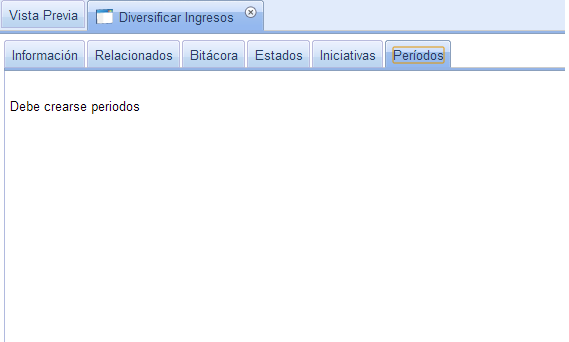 Vista Previa Diversificar Ingresos
Información Relacionados Bitácora Estados Iniciativas Períodos
Debe crearse periodos